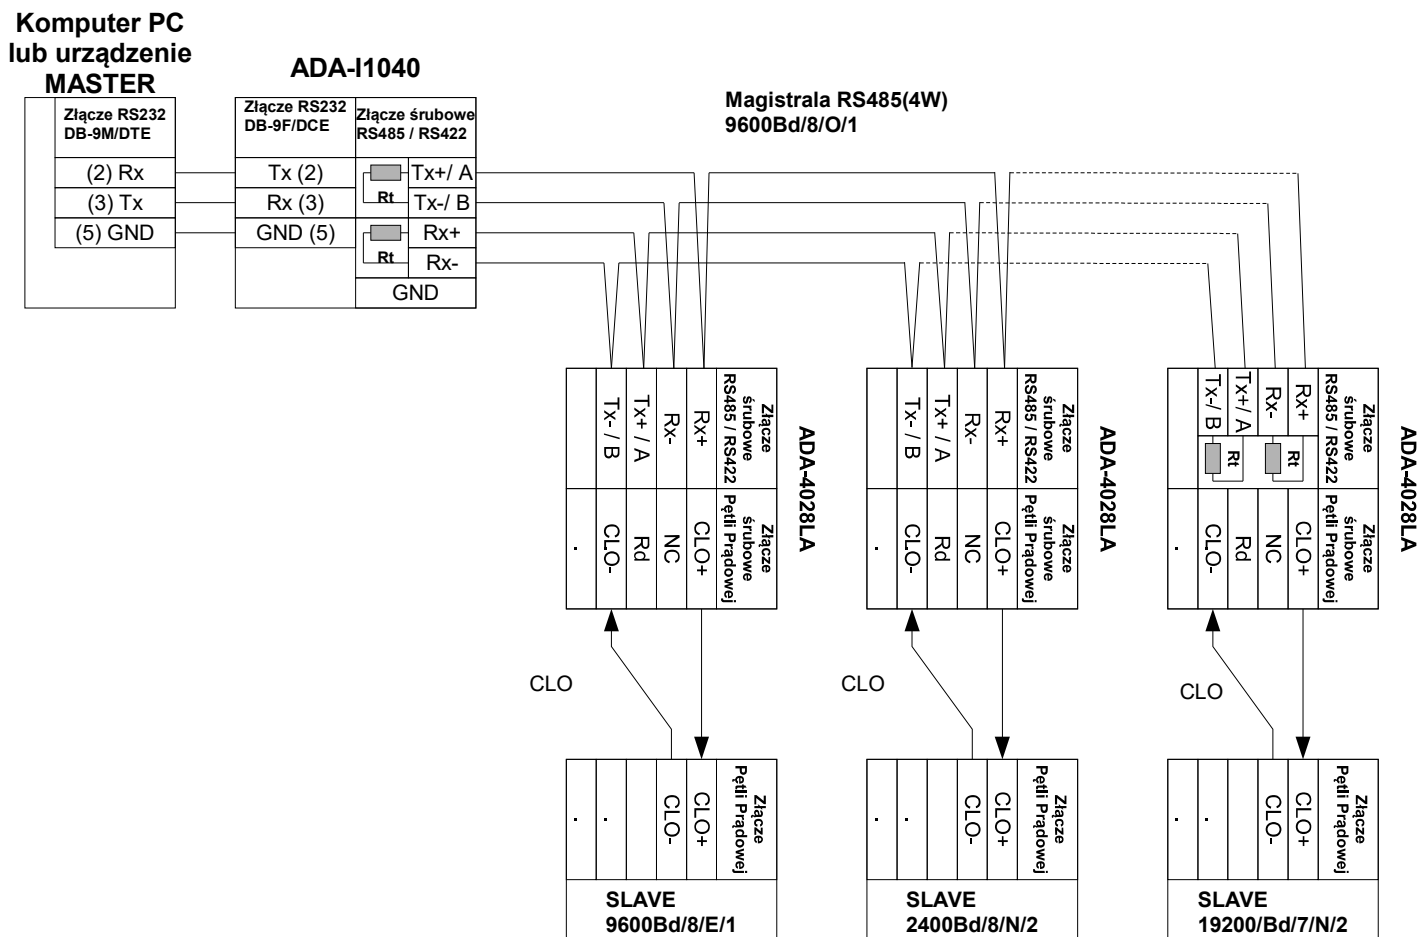 Komputer PC
lub urządzenie
MASTER
ADA-I1040
Magistrala RS485(4W)
9600Bd/8/O/1
Złącze RS232
DB-9M/DTE
(2) Rx
(3) Tx
(5) GND
Złącze RS232
DB-9F/DCE
Tx (2)
Rx (3)
GND (5)
Złącze śrubowe
RS485 / RS422
Rt
Tx+/ A
Tx-/ B
Rt
Rx+
Rx-
GND
Tx- / B
Tx+ / A
Rx-
Rx+
Złącze
śrubowe
RS485 / RS422
.
CLO-
Rd
NC
CLO+
Złącze
śrubowe
Pętli Prądowej
ADA-4028LA
Tx- / B
Tx+ / A
Rx-
Rx+
Złącze
śrubowe
RS485 / RS422
.
CLO-
Rd
NC
CLO+
Złącze
śrubowe
Pętli Prądowej
ADA-4028LA
Tx-/ B
Tx+/ A
Rx-
Rx+
Rt
Rt
Złącze
śrubowe
RS485 / RS422
.
CLO-
Rd
NC
CLO+
Złącze
śrubowe
Pętli Prądowej
ADA-4028LA
CLO
CLO
CLO
.
.
CLO-
CLO+
Złącze
Pętli Prądowej
SLAVE
9600Bd/8/E/1
.
.
CLO-
CLO+
Złącze
Pętli Prądowej
SLAVE
2400Bd/8/N/2
.
.
CLO-
CLO+
Złącze
Pętli Prądowej
SLAVE
19200/Bd/7/N/2